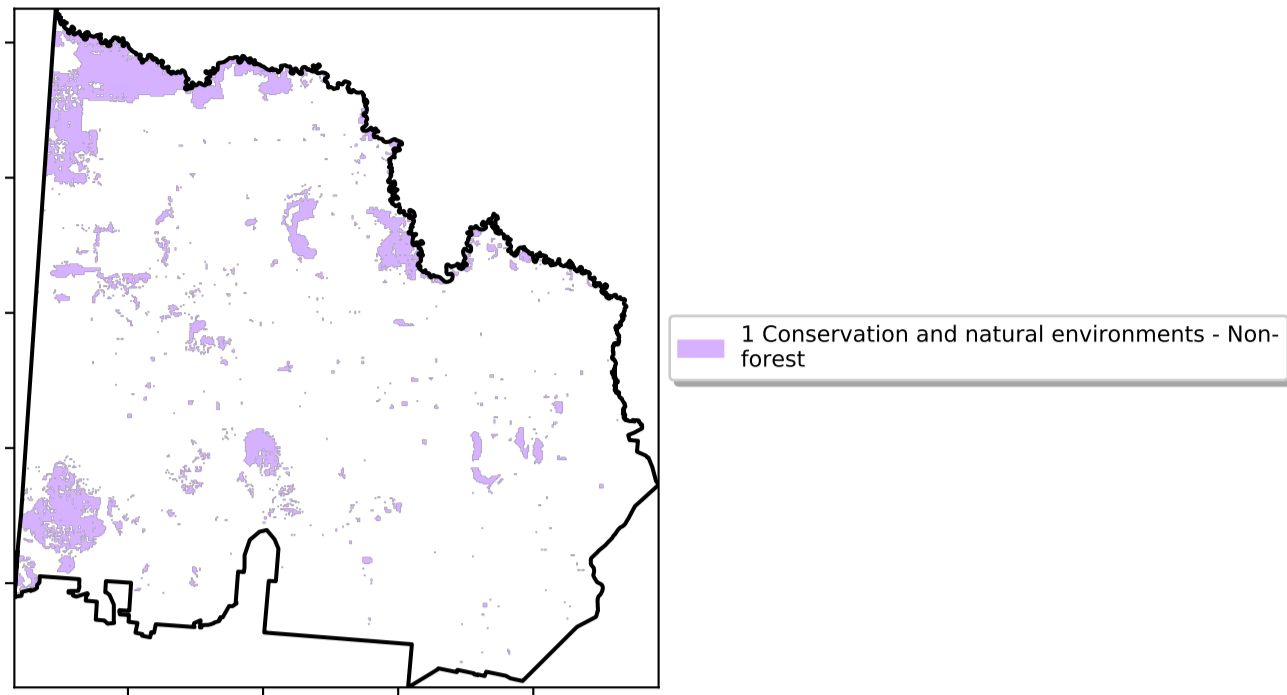 1 Conservation and natural environments - Non-
forest